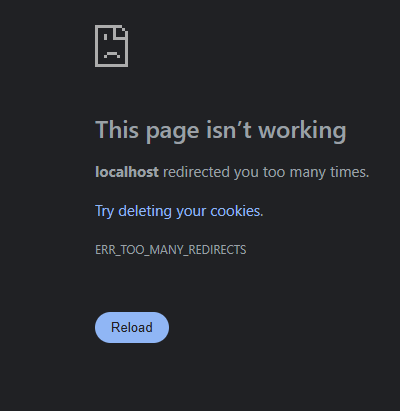 This page isn’t working
localhost redirected you too many times.
Try deleting your cookies.
ERR_TOO_MANY_REDIRECTS
Reload